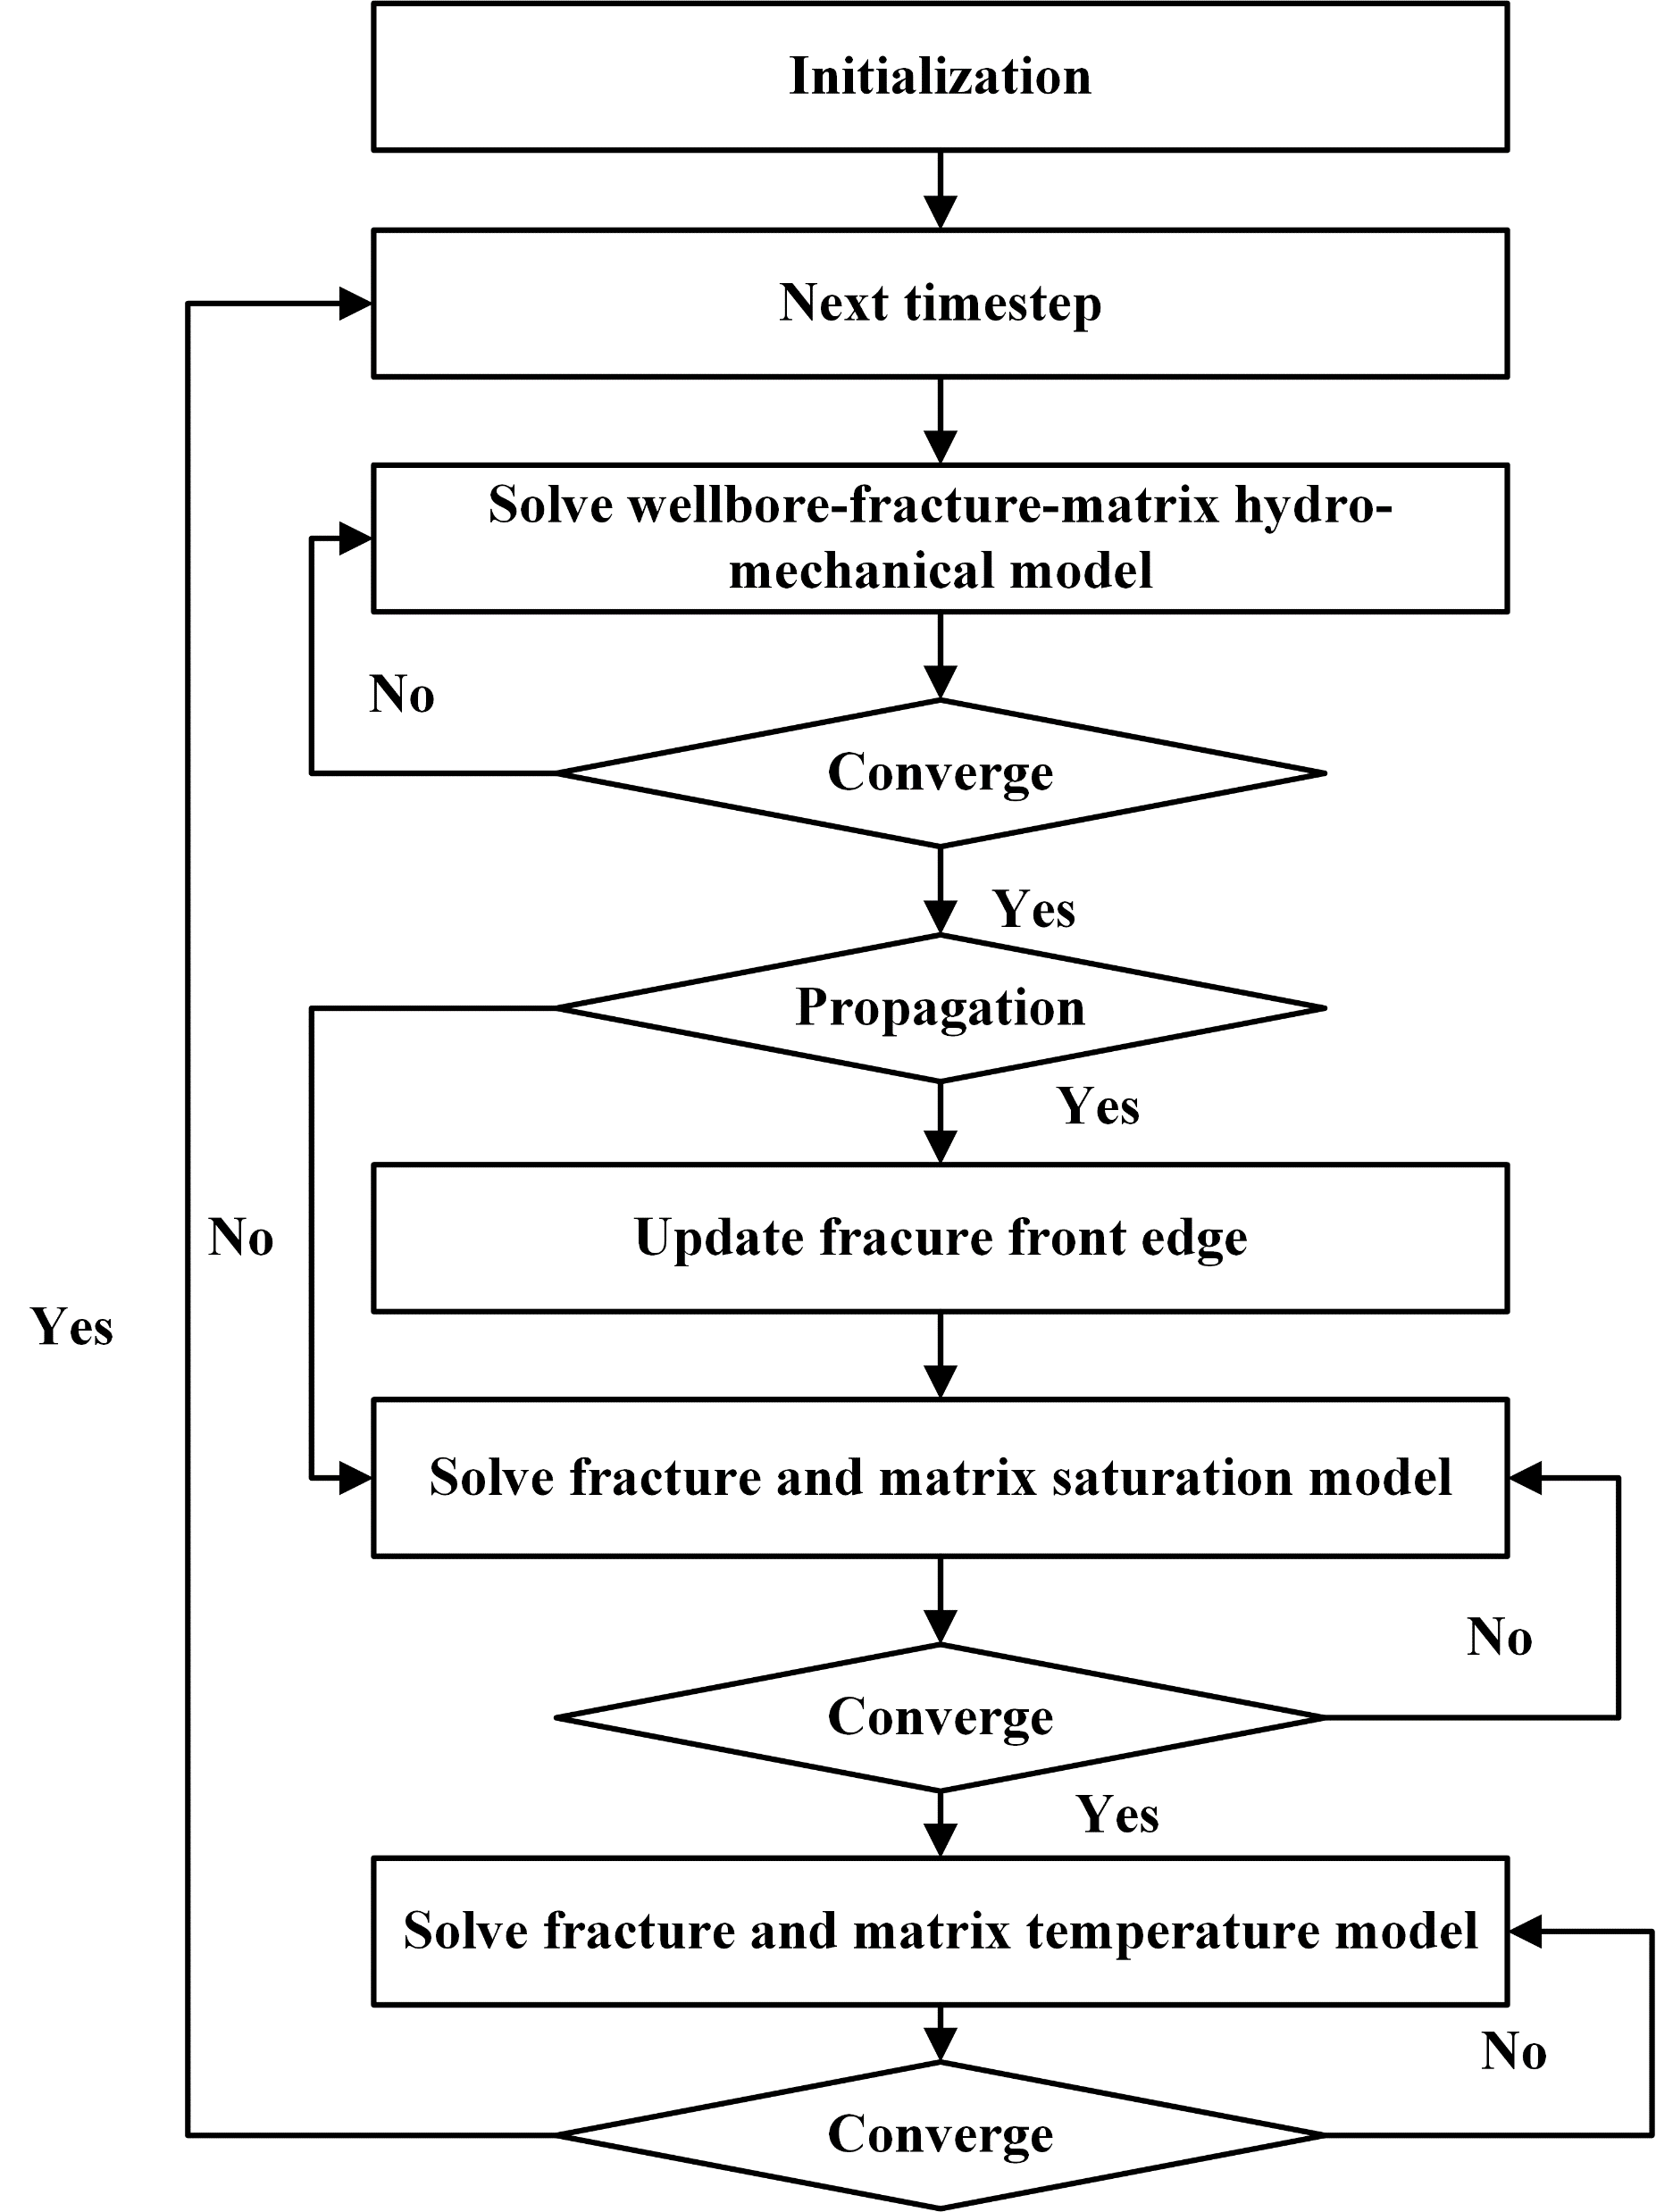 Initialization
Next timestep
Solve wellbore-fracture-matrix hydro-
mechanical model
No
Converge
Yes
Propagation
Yes
Update fracure front edge
No
Yes
Solve fracture and matrix saturation model
No
Converge
Yes
Solve fracture and matrix temperature model
No
Converge